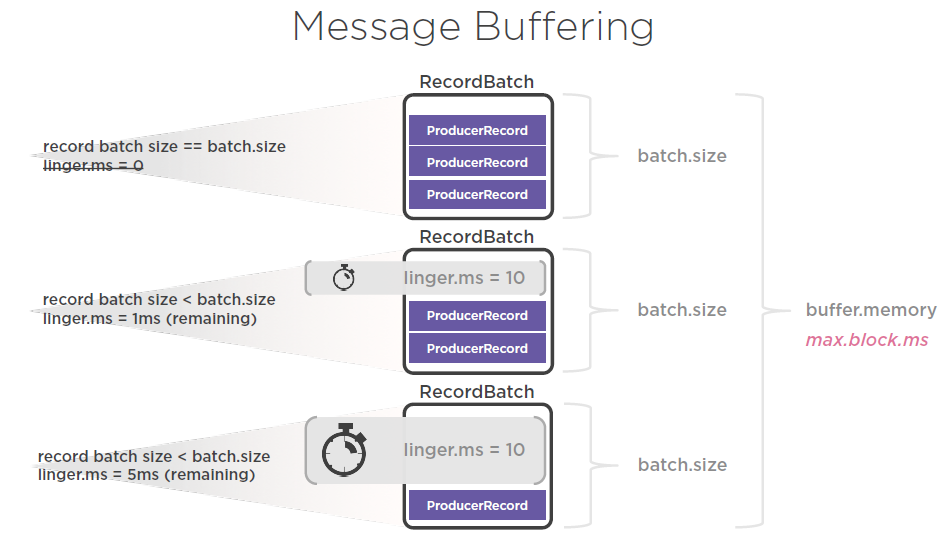 Message Buffering
RecordBatch
record batch size == batch.size
linger.ms = 0
ProducerRecord
ProducerRecord
ProducerRecord
batch.size
RecordBatch
record batch size < batch.size
linger.ms = 1ms (remaining)
linger.ms = 10
ProducerRecord
ProducerRecord
batch.size
buffer.memory
max.block.ms
RecordBatch
record batch size < batch.size
linger.ms = 5ms (remaining)
linger.ms = 10
ProducerRecord
batch.size